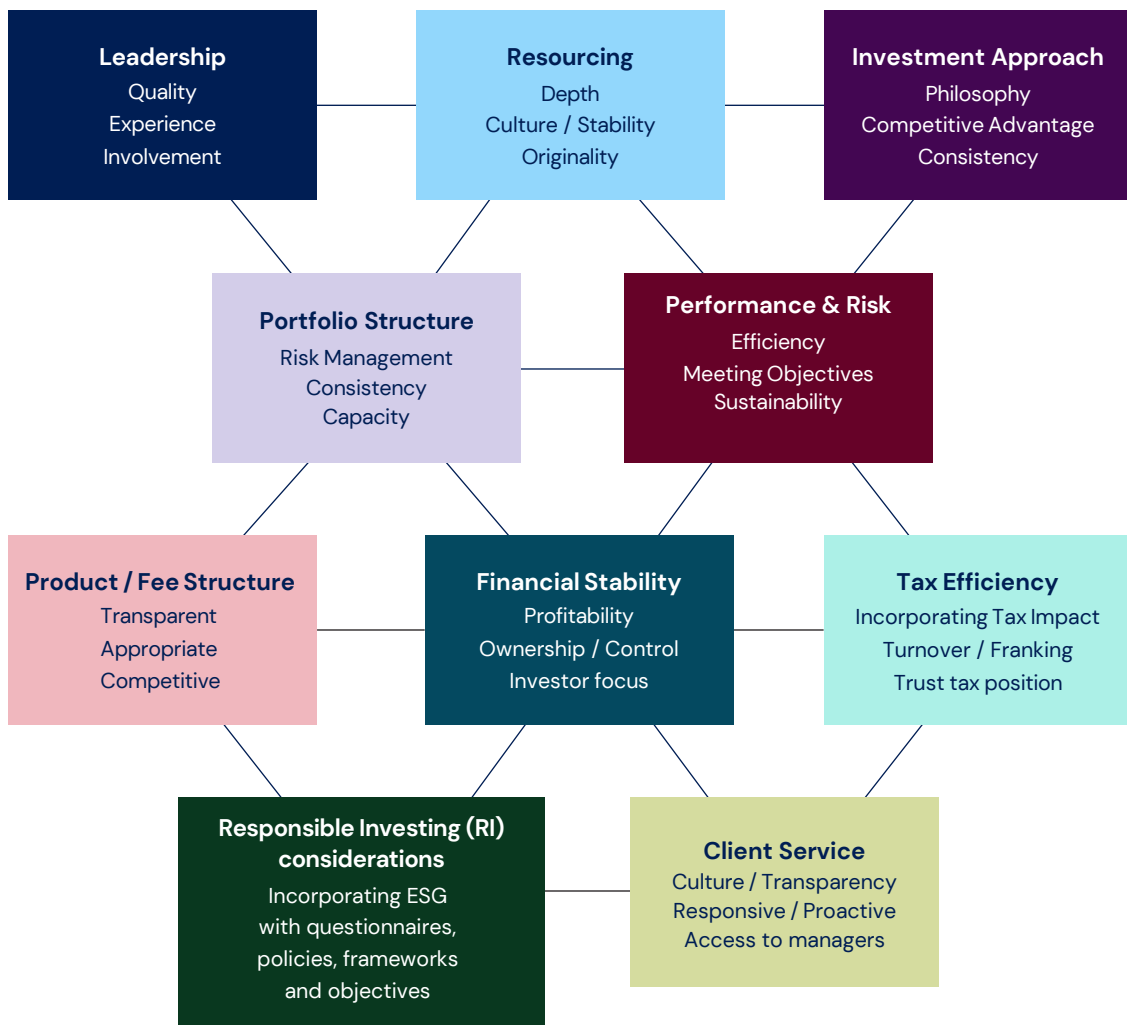 Leadership
Quality
Experience
Involvement
Resourcing
Depth
Culture / Stability
Originality
Investment Approach
Philosophy
Competitive Advantage
Consistency
Portfolio Structure
Risk Management
Consistency
Capacity
Performance & Risk
Efficiency
Meeting Objectives
Sustainability
Product / Fee Structure
Transparent
Appropriate
Competitive
Financial Stability
Profitability
Ownership / Control
Investor focus
Tax Efficiency
Incorporating Tax Impact
Turnover / Franking
Trust tax position
Responsible Investing (RI)
considerations
Incorporating ESG
with questionnaires,
policies, frameworks
and objectives
Client Service
Culture / Transparency
Responsive / Proactive
Access to managers